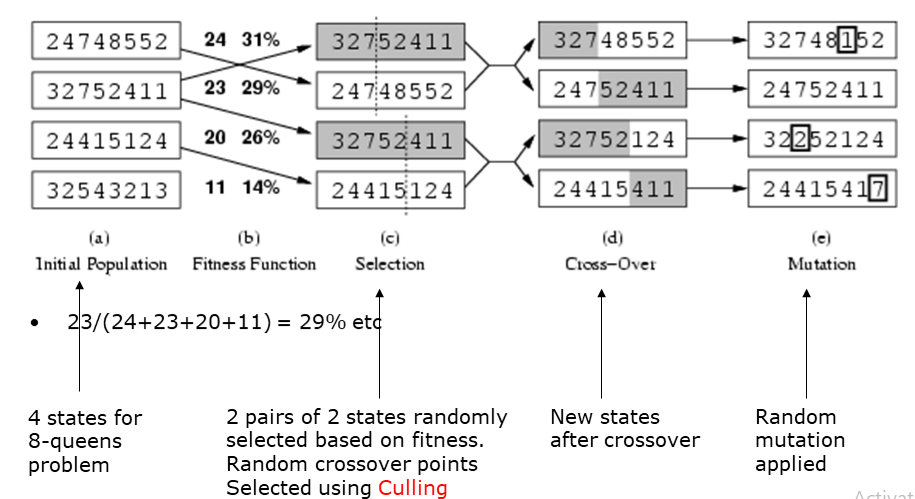 24748552 24 31% 32752411 32748552 32748152
32752411 23 29% 24748552 24752411 24752411
24415124 20 26% 32752411 32752124 32252124
32543213 11 14% 24415124 24415411 24415417
(a) (b) (c) (d) (e)
Initial Population Fitness Function Selection Cross-Over Mutation
• 23/(24+23+20+11) = 29% etc
4 states for
8-queens
problem
2 pairs of 2 states randomly
selected based on fitness.
Random crossover points
Selected using Culling
New states
after crossover
Random
mutation
applied